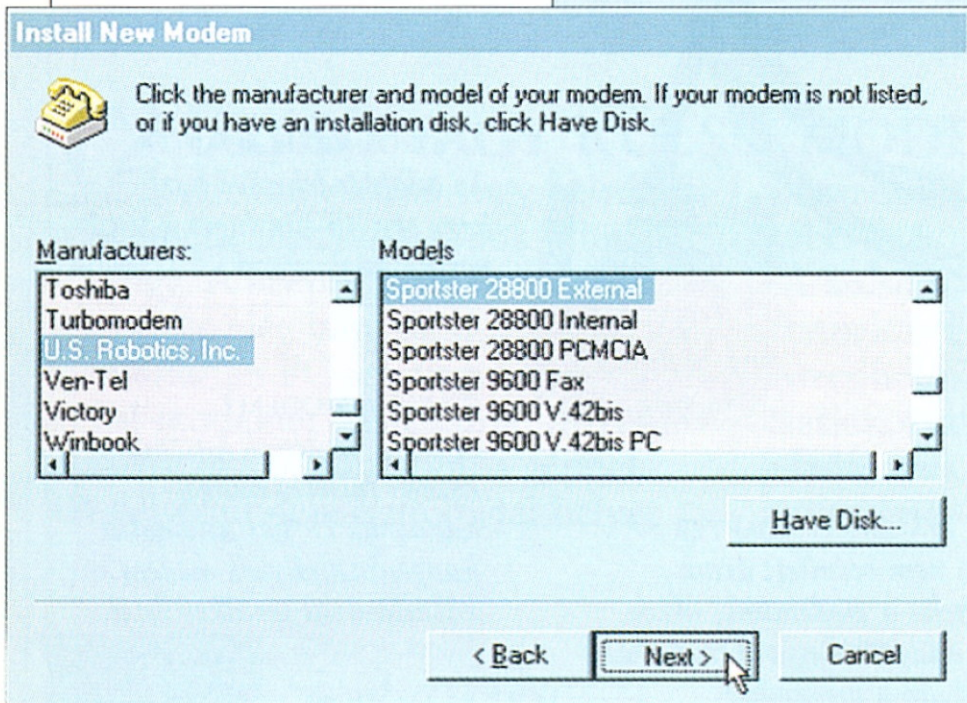 Install New Modem
Click the manufacturer and model of your modem. If your modem is not listed,
or if you have an installation disk, click Have Disk.
Manufacturers:
Toshiba
Turbomodem
U.S. Robotics, Inc.
Ven-Tel
Victory
Winbook
Models
Sportster 28800 External
Sportster 28800 Internal
Sportster 28800 PCMCIA
Sportster 9600 Fax
Sportster 9600 V.42bis
Sportster 9600 V.42bis PC
Have Disk...
< Back
Next >
Cancel